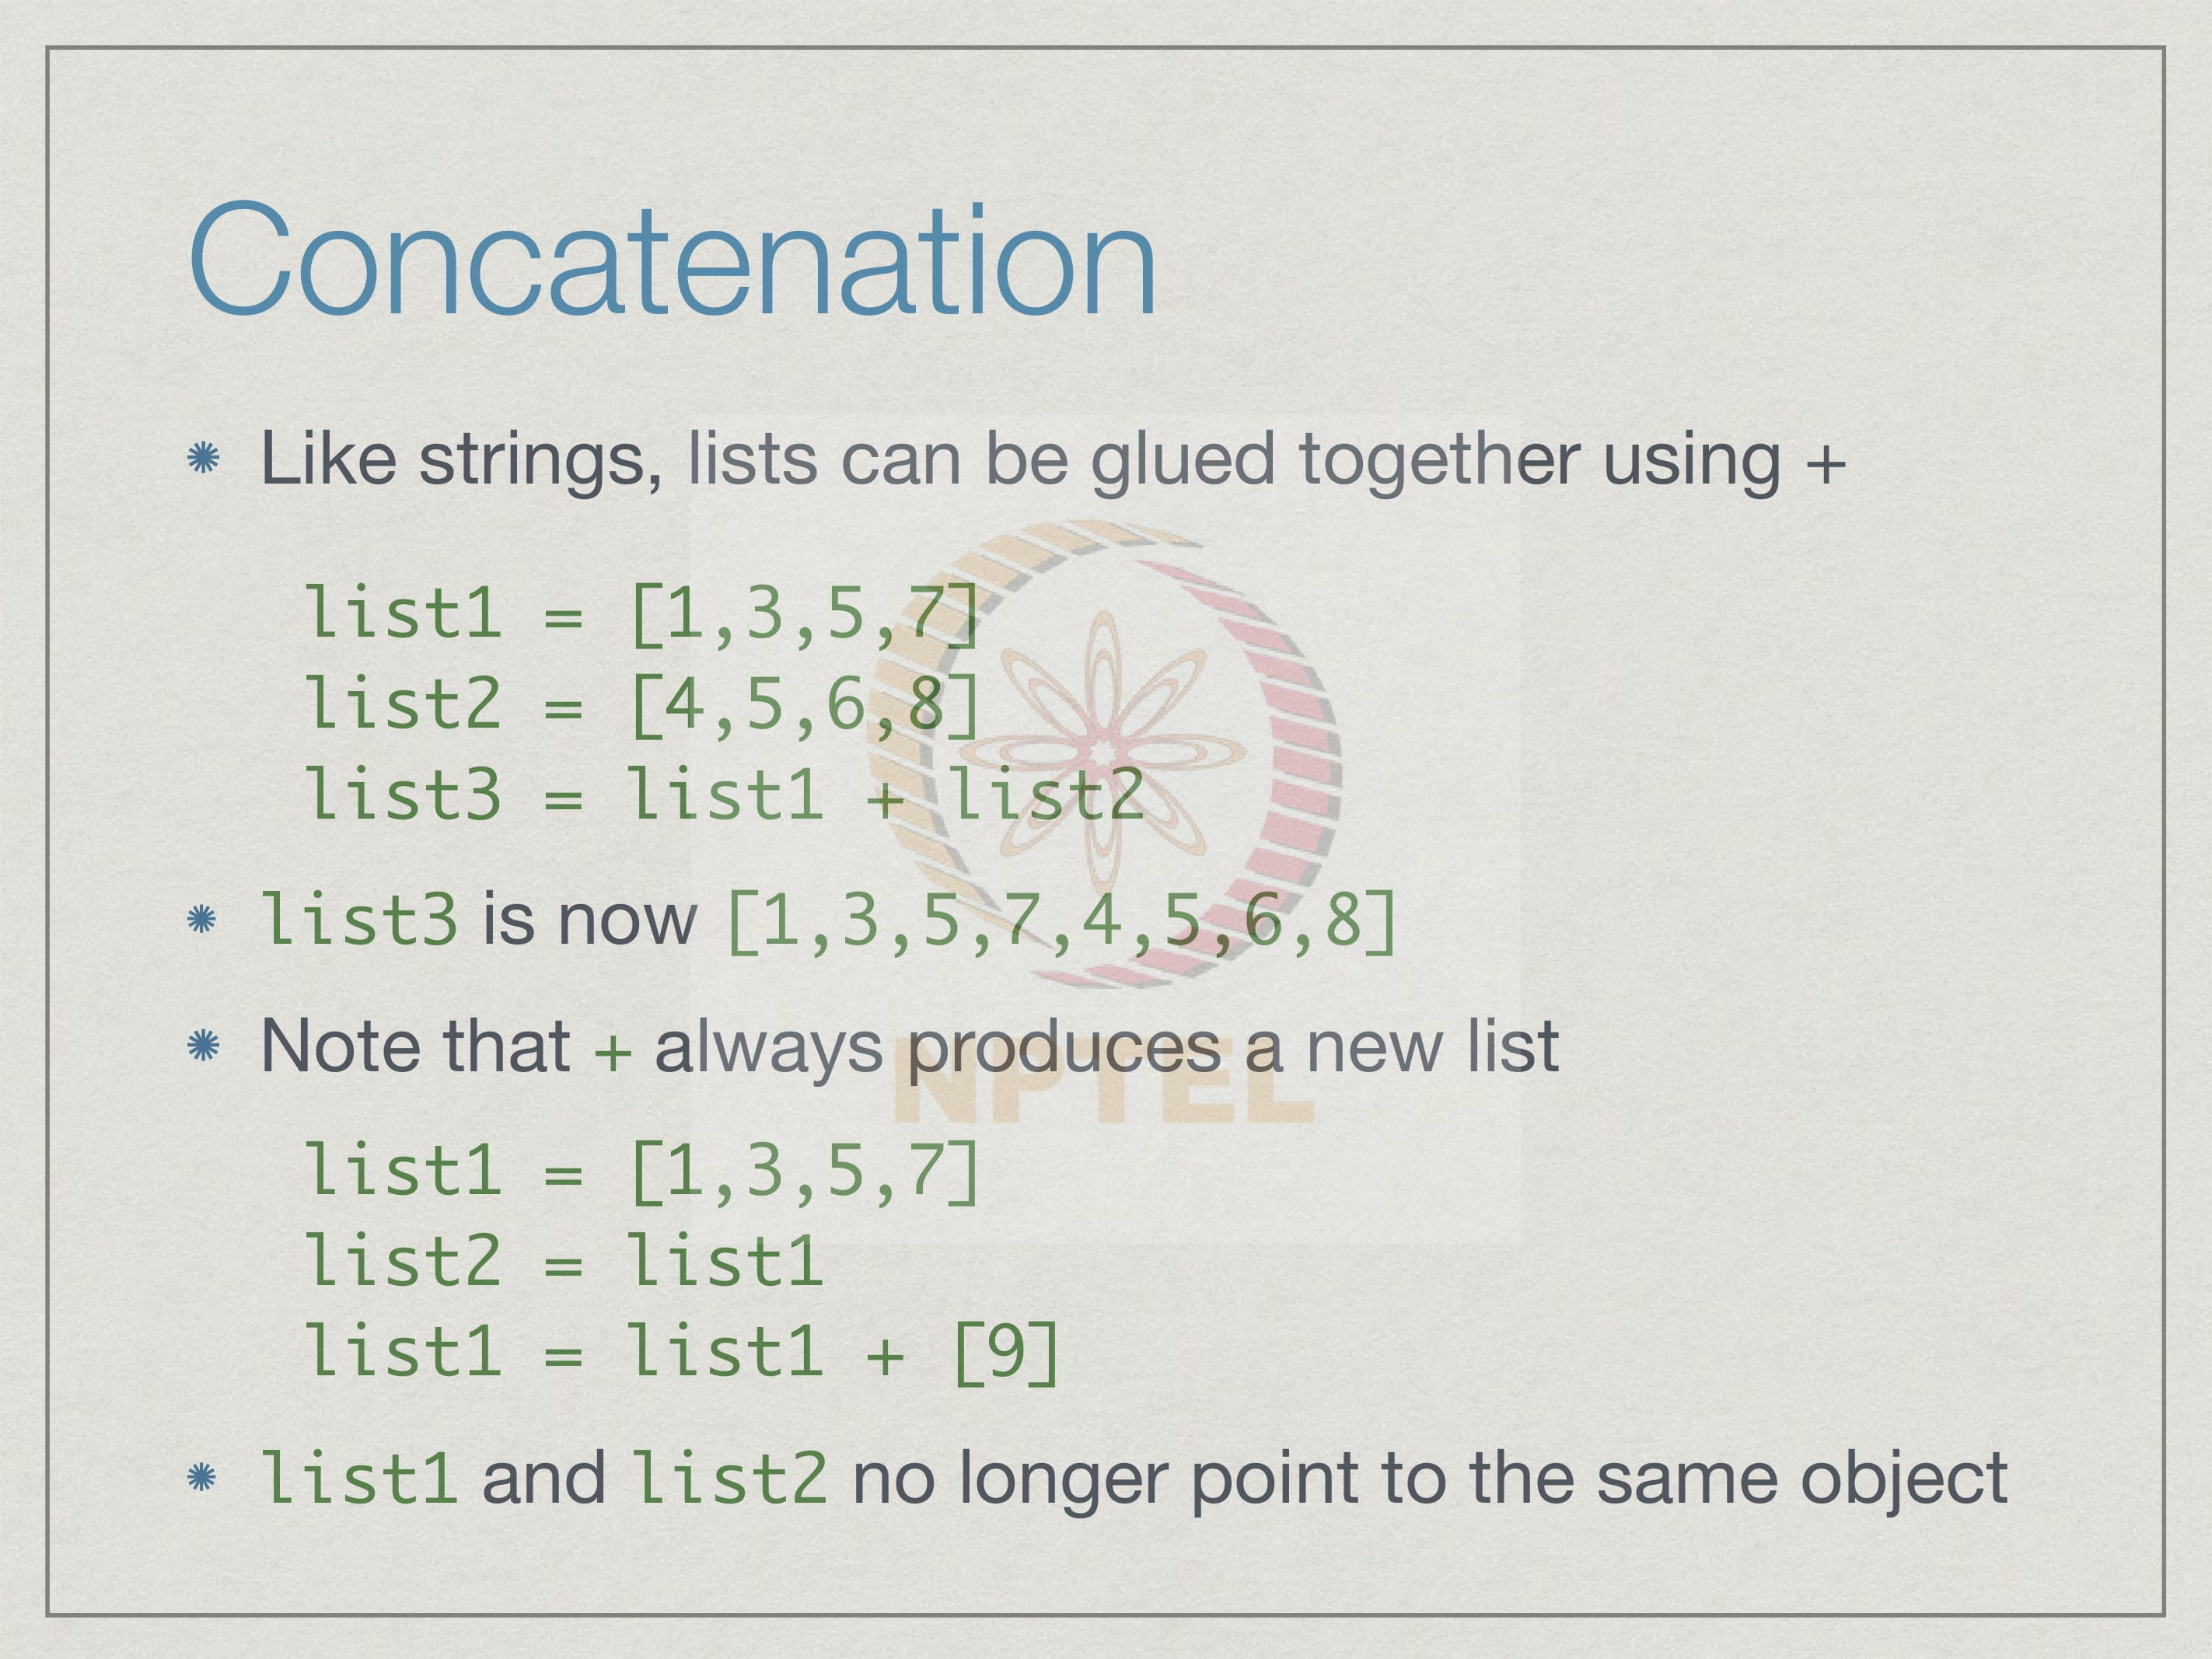 Concatenation
Like strings, lists can be glued together using +
list1 = [1,3,5,7]
list2 = [4,5,6,8]
list3 = list1 + list2
list3 is now [1,3,5,7,4,5,6,8]
Note that + always produces a new list
NPTEL
list1 = [1,3,5,7]
list2 = list1
list1 = list1 + [9]
list1 and list2 no longer point to the same object